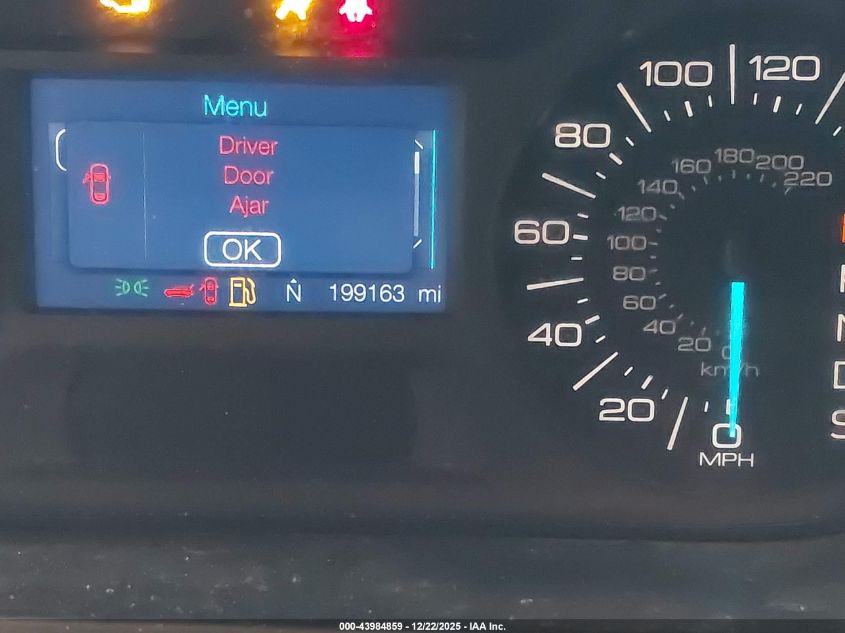 Menu
Driver
Door
Ajar
OK
N
199163 mi
0 20 40 60 80 100 120
MPH
20 40 60 80 100 120 140 160 180 200 220
km/h
000-43984859 - 12/22/2025 - IAA Inc.